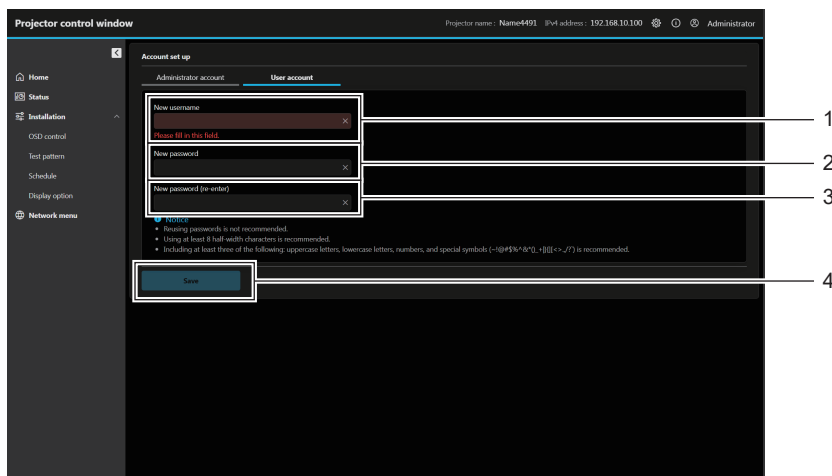 Projector control window
Projector name : Name4491 IPv4 address : 192.168.10.100 Administrator
Account set up
Administrator account User account
Home
Status
Installation
OSD control
Test pattern
Schedule
Display option
Network menu
New username
Please fill in this field.
New password
New password (re-enter)
Notice
• Reusing passwords is not recommended.
• Using at least 8 half-width characters is recommended.
• Including at least three of the following: uppercase letters, lowercase letters, numbers, and special symbols is recommended.
Save
1
2
3
4